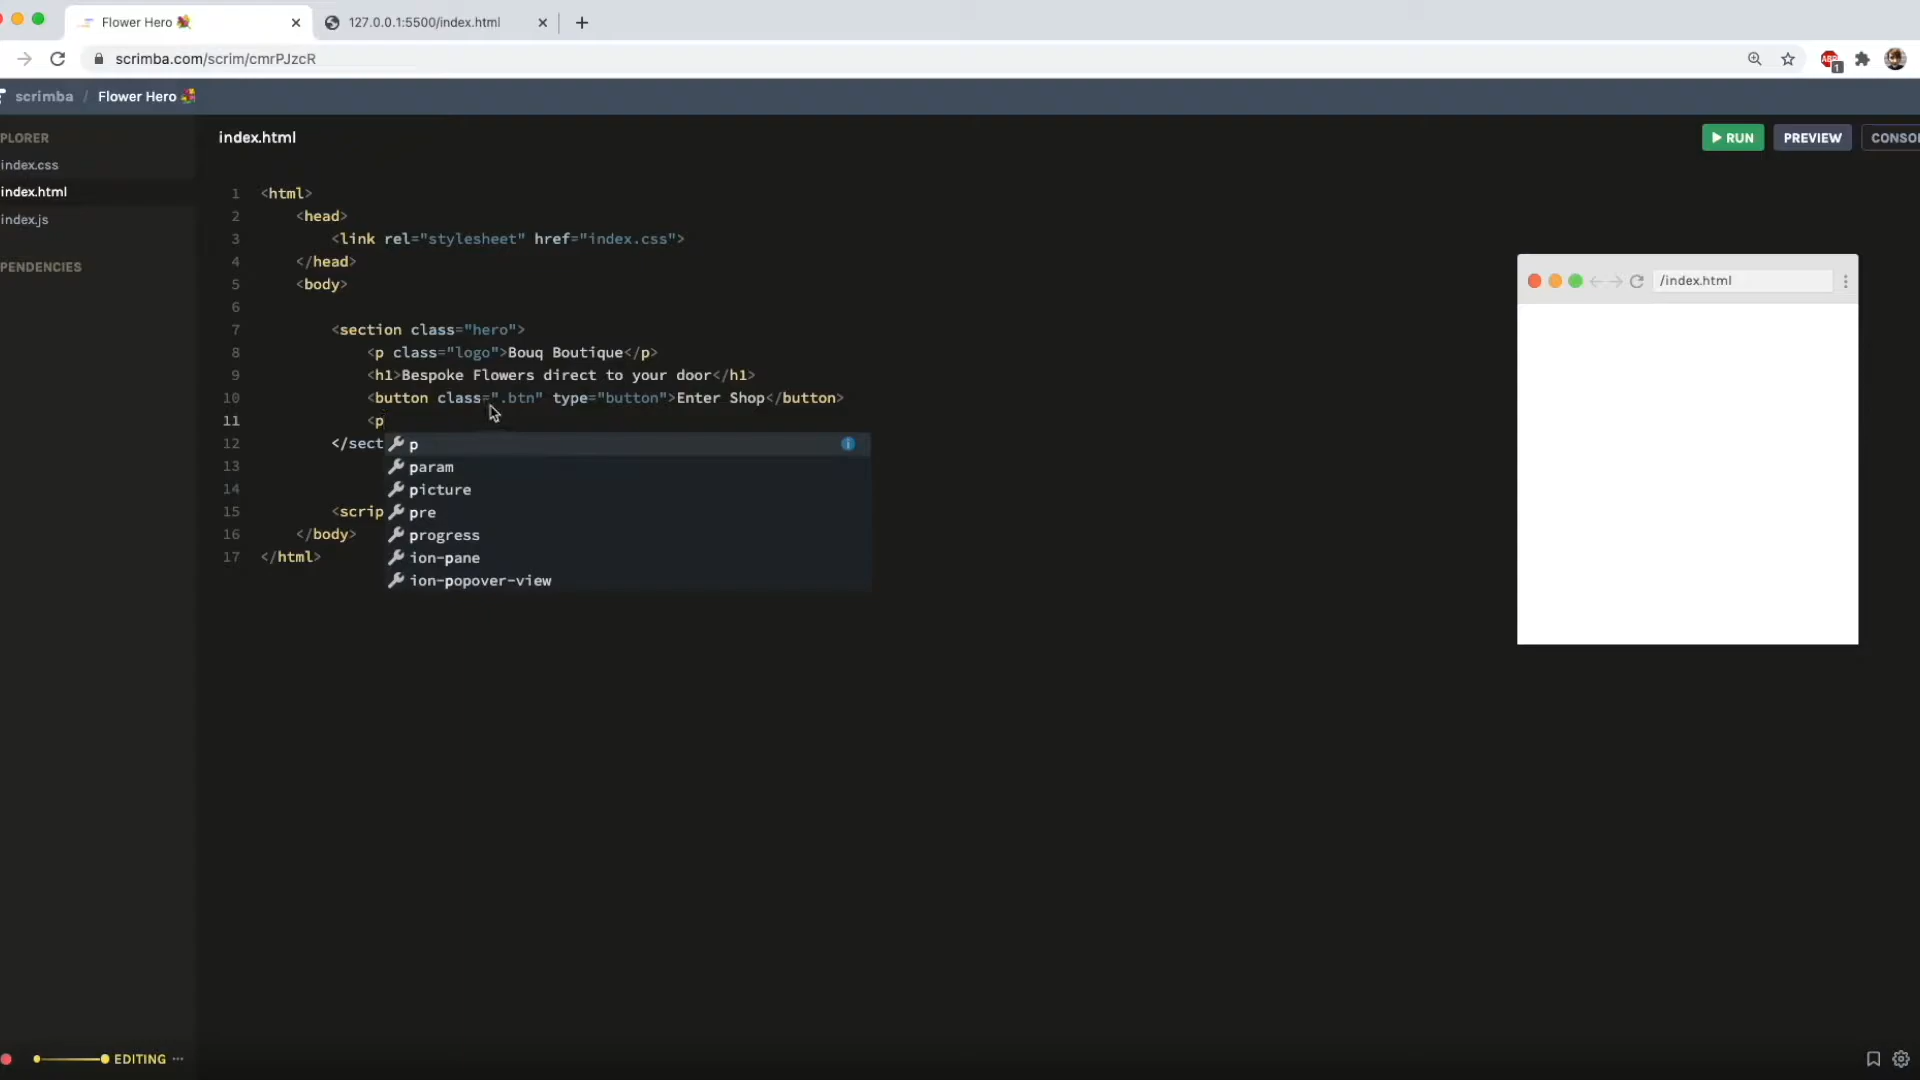 Flower Hero
127.0.0.1:5500/index.html
scrimba.com/scrim/cmrPJzcR
ABP
1
scrimba / Flower Hero
PLORER
index.css
index.html
index.js
PENDENCIES
index.html
RUN
PREVIEW
CONSOL
1 <html>
2 <head>
3 <link rel="stylesheet" href="index.css">
4 </head>
5 <body>
6
7 <section class="hero">
8 <p class="logo">Bouq Boutique</p>
9 <h1>Bespoke Flowers direct to your door</h1>
10 <button class=".btn" type="button">Enter Shop</button>
11 <p
12 </sect
13
14
15 <scrip
16 </body>
17 </html>
p
param
picture
pre
progress
ion-pane
ion-popover-view
/index.html
EDITING ···